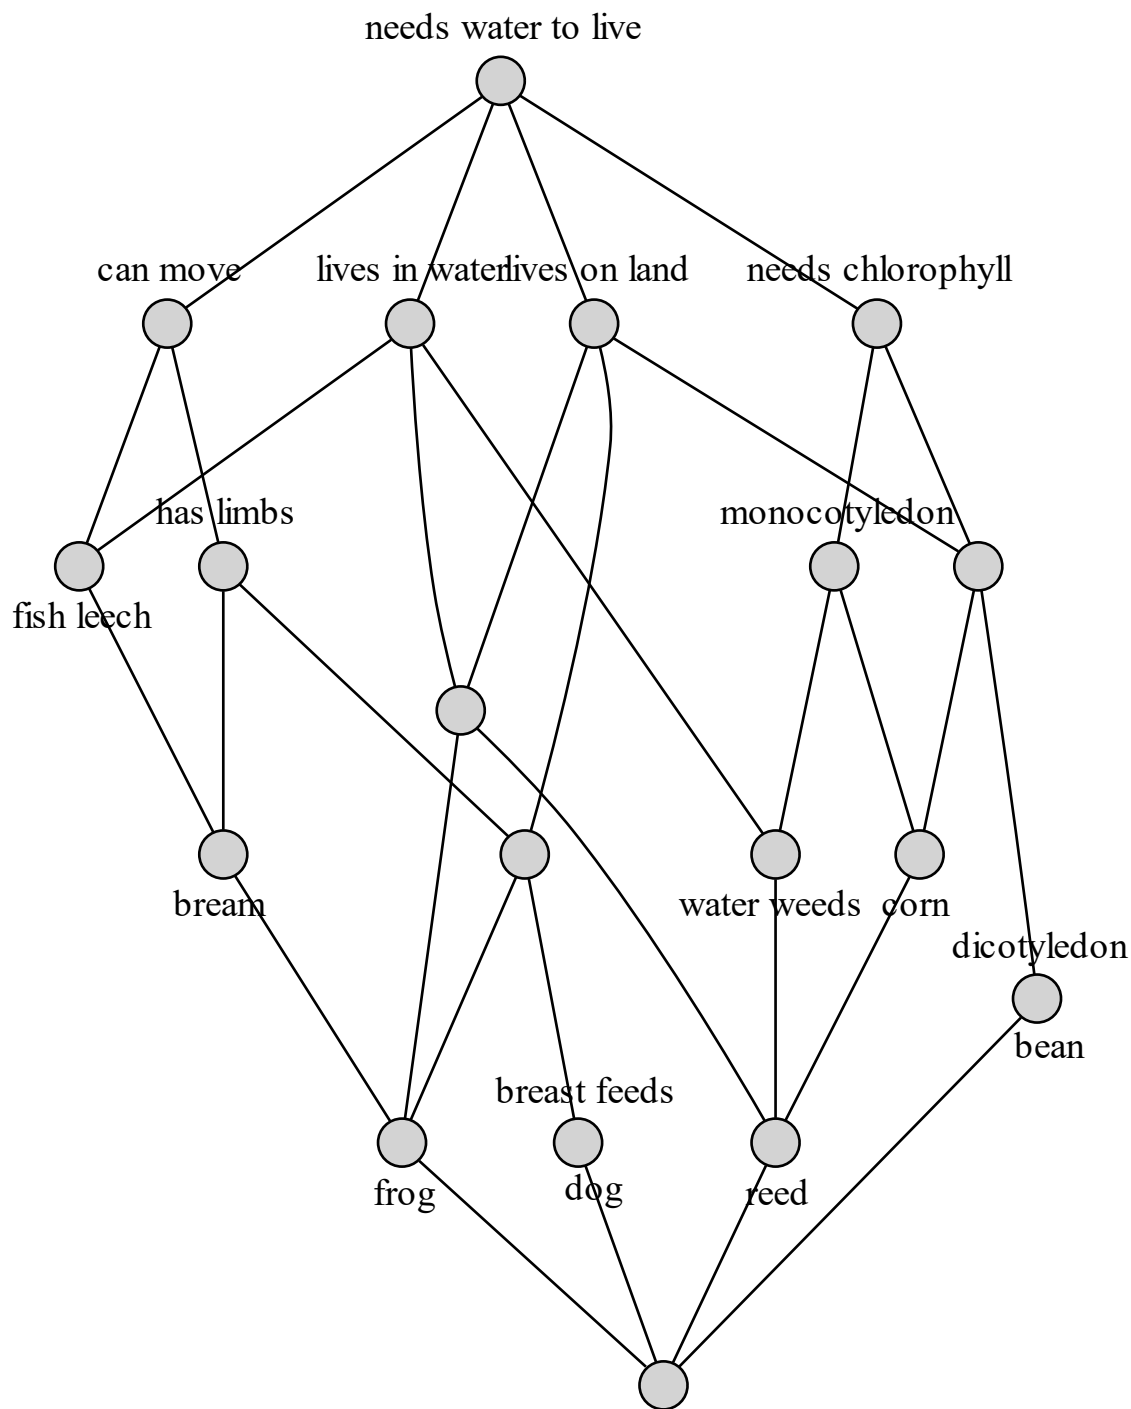 needs water to live
can move
lives in water
lives on land
needs chlorophyll
has limbs
monocotyledon
fish leech
bream
water weeds
corn
dicotyledon
bean
breast feeds
frog
dog
reed